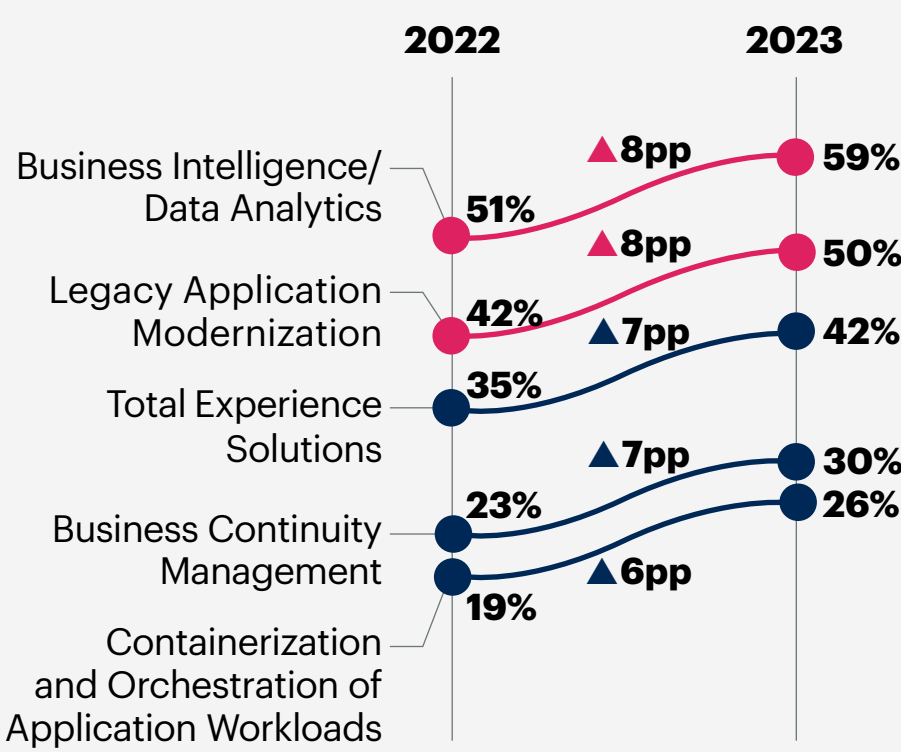 2022
2023
Business Intelligence/
Data Analytics
51%
▲8pp
59%
Legacy Application
Modernization
42%
▲8pp
50%
Total Experience
Solutions
35%
▲7pp
42%
Business Continuity
Management
23%
▲7pp
30%
Containerization
and Orchestration of
Application Workloads
19%
▲6pp
26%